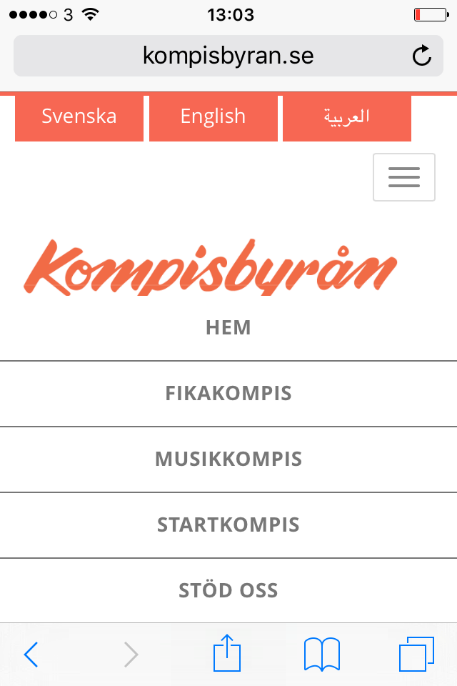 3 13:03
kompisbyran.se
Svenska English العربية
Kompisbyrån
HEM
FIKAKOMPIS
MUSIKKOMPIS
STARTKOMPIS
STÖD OSS